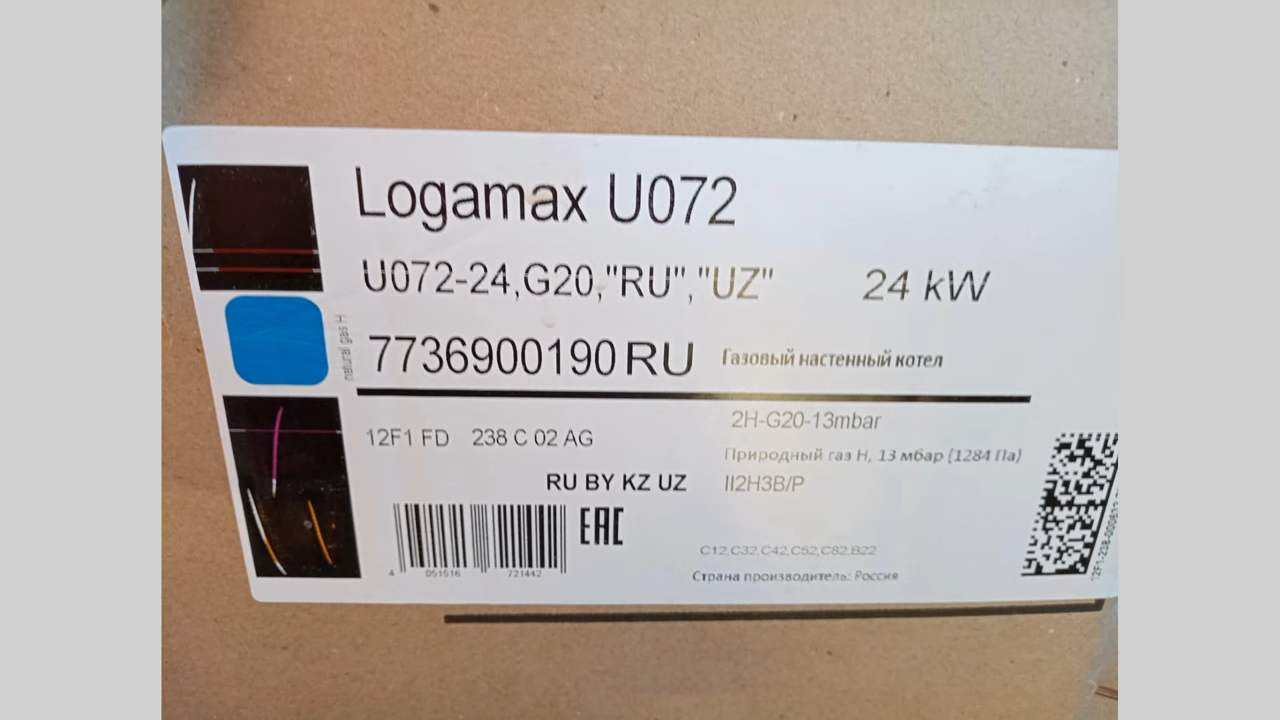 Logamax U072
U072-24,G20,"RU","UZ" 24 kW
natural gas H
7736900190RU Газовый настенный котел
12F1 FD 238 C 02 AG 2H-G20-13mbar
Природный газ H, 13 мбар (1284 Па)
RU BY KZ UZ II2H3B/P
EAC
C12,C32,C42,C52,C82,B22
4 051516 721442
Страна производитель: Россия